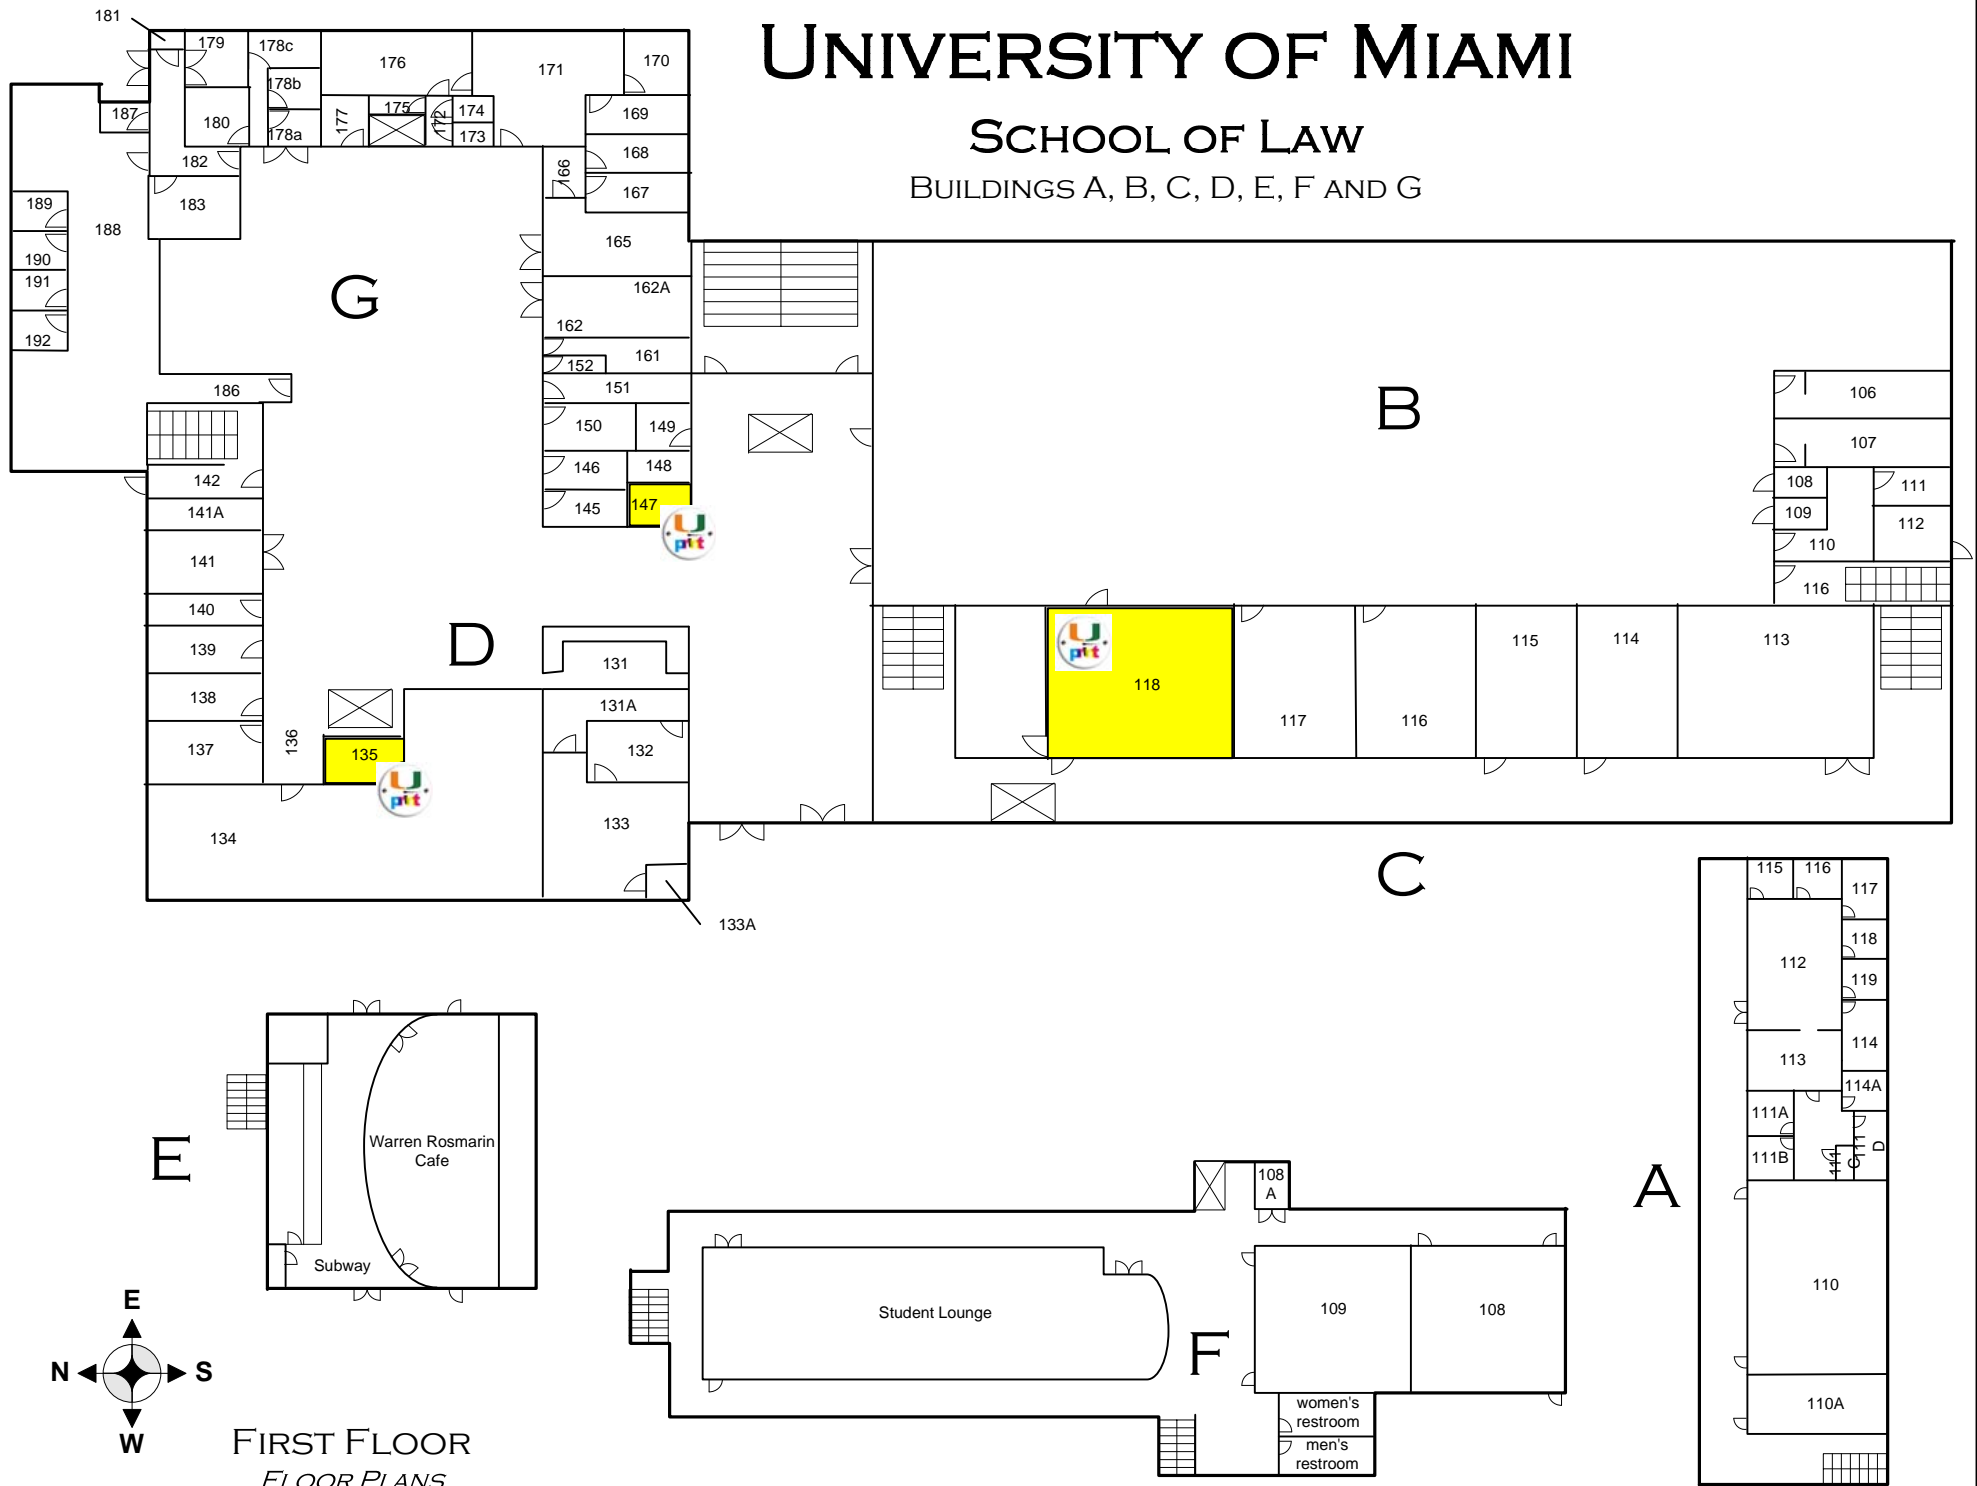 UNIVERSITY OF MIAMI
SCHOOL OF LAW
BUILDINGS A, B, C, D, E, F AND G
181
179
178c
176
171
170
178b
187
180
178a
177
175
172
174
173
169
182
168
166
167
183
189
188
165
190
191
192
G
162A
162
161
152
151
186
150
149
146
148
145
147
U
print
142
141A
141
140
139
138
137
136
D
131
131A
132
135
U
print
134
133
133A
B
106
107
108
109
111
112
110
116
U
print
118
117
116
115
114
113
C
115
116
117
118
112
119
113
114
114A
111A
111B
111
C
111
D
A
110
110A
E
Warren Rosmarin
Cafe
Subway
108
A
Student Lounge
F
109
108
women's
restroom
men's
restroom
E
N
S
W
FIRST FLOOR
FLOOR PLANS